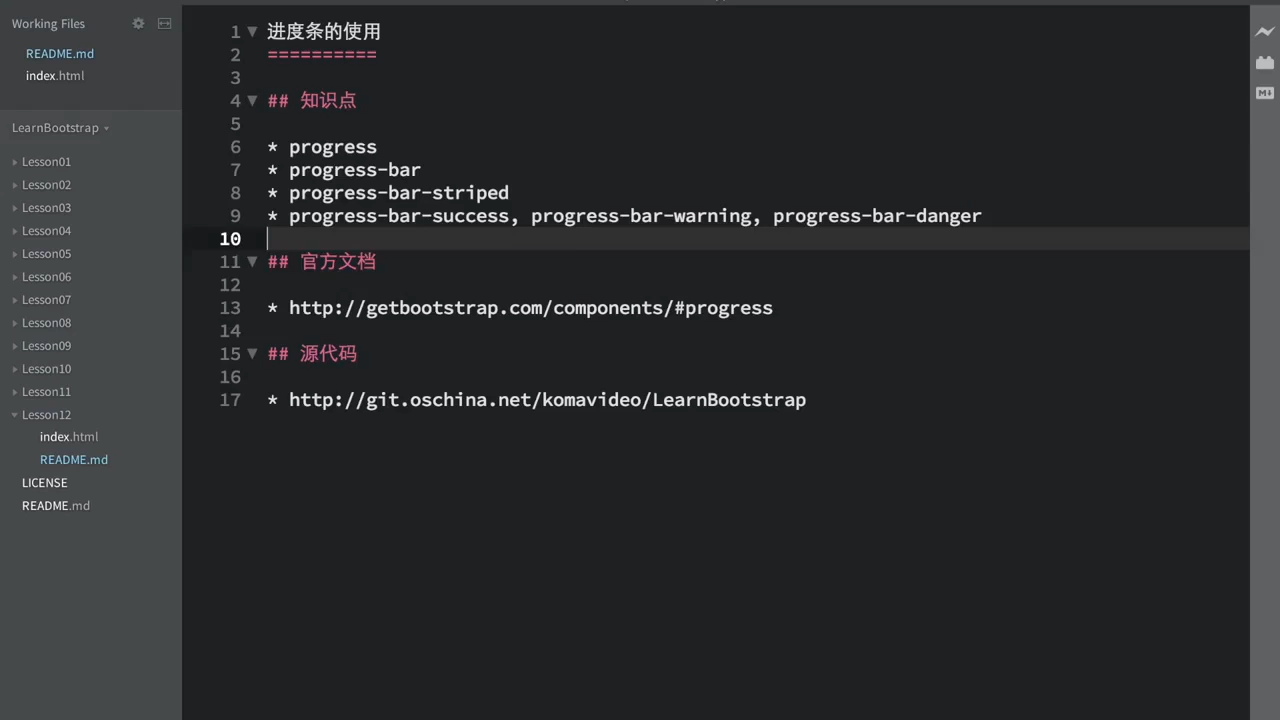 Working Files
README.md
index.html
LearnBootstrap
Lesson01
Lesson02
Lesson03
Lesson04
Lesson05
Lesson06
Lesson07
Lesson08
Lesson09
Lesson10
Lesson11
Lesson12
index.html
README.md
LICENSE
README.md
1 进度条的使用
2 ==========
3
4 ## 知识点
5
6 * progress
7 * progress-bar
8 * progress-bar-striped
9 * progress-bar-success, progress-bar-warning, progress-bar-danger
10
11 ## 官方文档
12
13 * http://getbootstrap.com/components/#progress
14
15 ## 源代码
16
17 * http://git.oschina.net/komavideo/LearnBootstrap
M